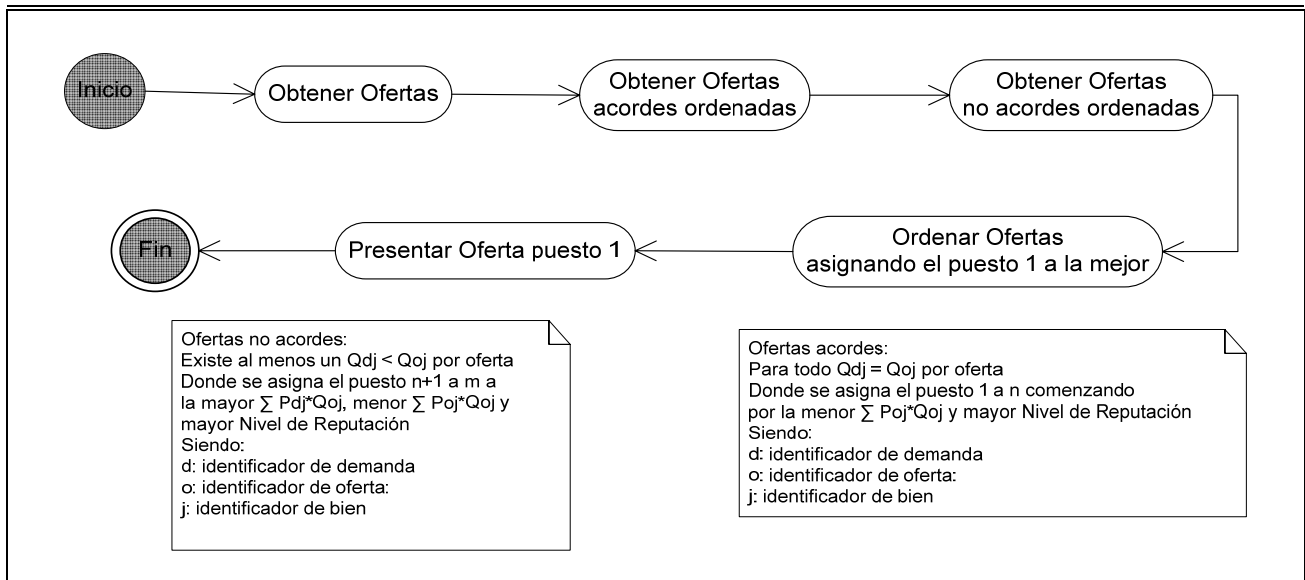 Inicio
Obtener Ofertas
Obtener Ofertas
acordes ordenadas
Obtener Ofertas
no acordes ordenadas
Fin
Presentar Oferta puesto 1
Ordenar Ofertas
asignando el puesto 1 a la mejor
Ofertas no acordes:
Existe al menos un Qdj < Qoj por oferta
Donde se asigna el puesto n+1 a m a
la mayor ∑ Pdj*Qoj, menor ∑ Poj*Qoj y
mayor Nivel de Reputación
Siendo:
d: identificador de demanda
o: identificador de oferta:
j: identificador de bien
Ofertas acordes:
Para todo Qdj = Qoj por oferta
Donde se asigna el puesto 1 a n comenzando
por la menor ∑ Poj*Qoj y mayor Nivel de Reputación
Siendo:
d: identificador de demanda
o: identificador de oferta:
j: identificador de bien